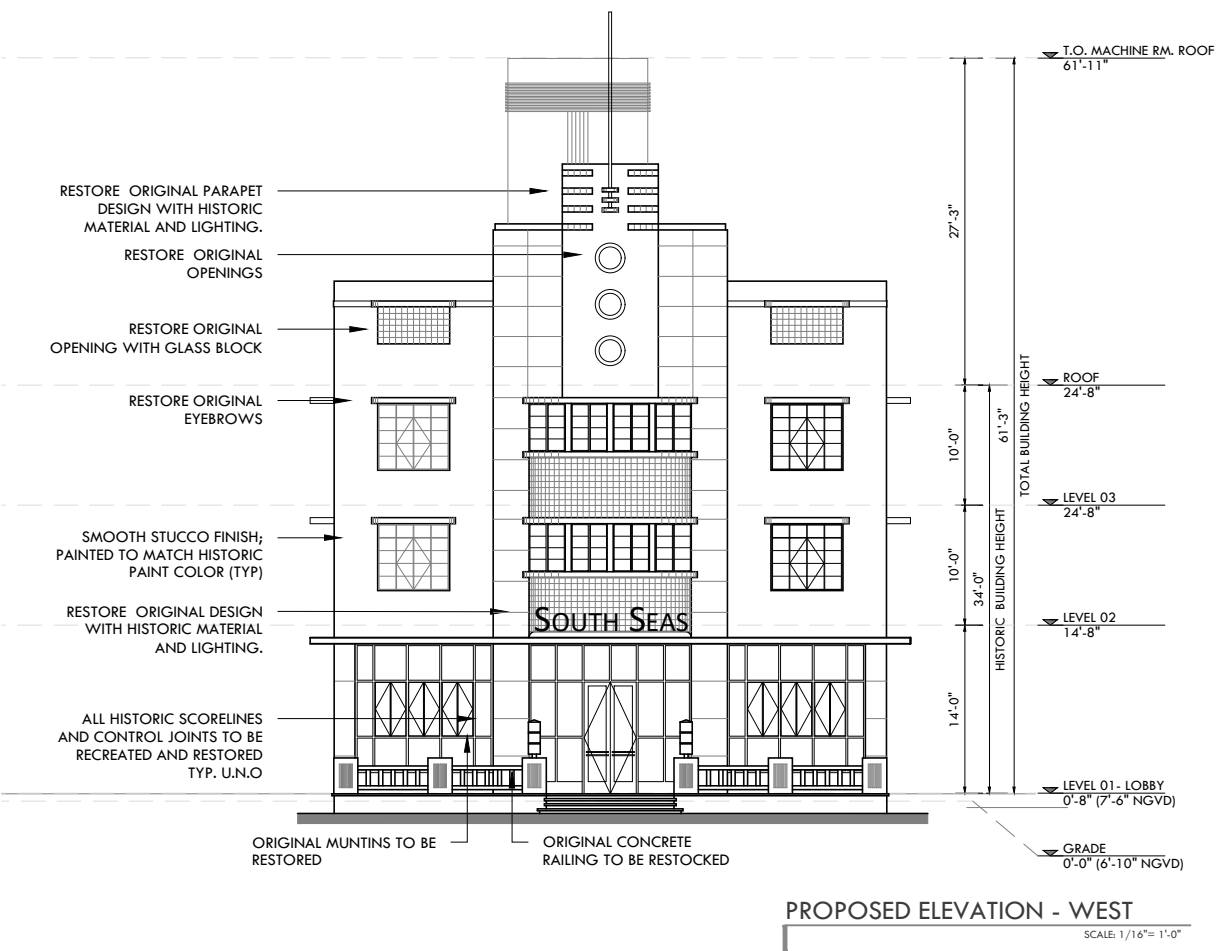 T.O. MACHINE RM. ROOF
61'-11"
RESTORE ORIGINAL PARAPET
DESIGN WITH HISTORIC
MATERIAL AND LIGHTING.
RESTORE ORIGINAL
OPENINGS
RESTORE ORIGINAL
OPENING WITH GLASS BLOCK
RESTORE ORIGINAL
EYEBROWS
SMOOTH STUCCO FINISH;
PAINTED TO MATCH HISTORIC
PAINT COLOR (TYP)
RESTORE ORIGINAL DESIGN
WITH HISTORIC MATERIAL
AND LIGHTING.
ALL HISTORIC SCORELINES
AND CONTROL JOINTS TO BE
RECREATED AND RESTORED
TYP. U.N.O
ORIGINAL MUNTINS TO BE
RESTORED
ORIGINAL CONCRETE
RAILING TO BE RESTOCKED
SOUTH SEAS
27'-3"
10'-0"
10'-0"
14'-0"
34'-0"
HISTORIC BUILDING HEIGHT
61'-3"
TOTAL BUILDING HEIGHT
ROOF
24'-8"
LEVEL 03
24'-8"
LEVEL 02
14'-8"
LEVEL 01- LOBBY
0'-8" (7'-6" NGVD)
GRADE
0'-0" (6'-10" NGVD)
PROPOSED ELEVATION - WEST
SCALE: 1/16"= 1'-0"